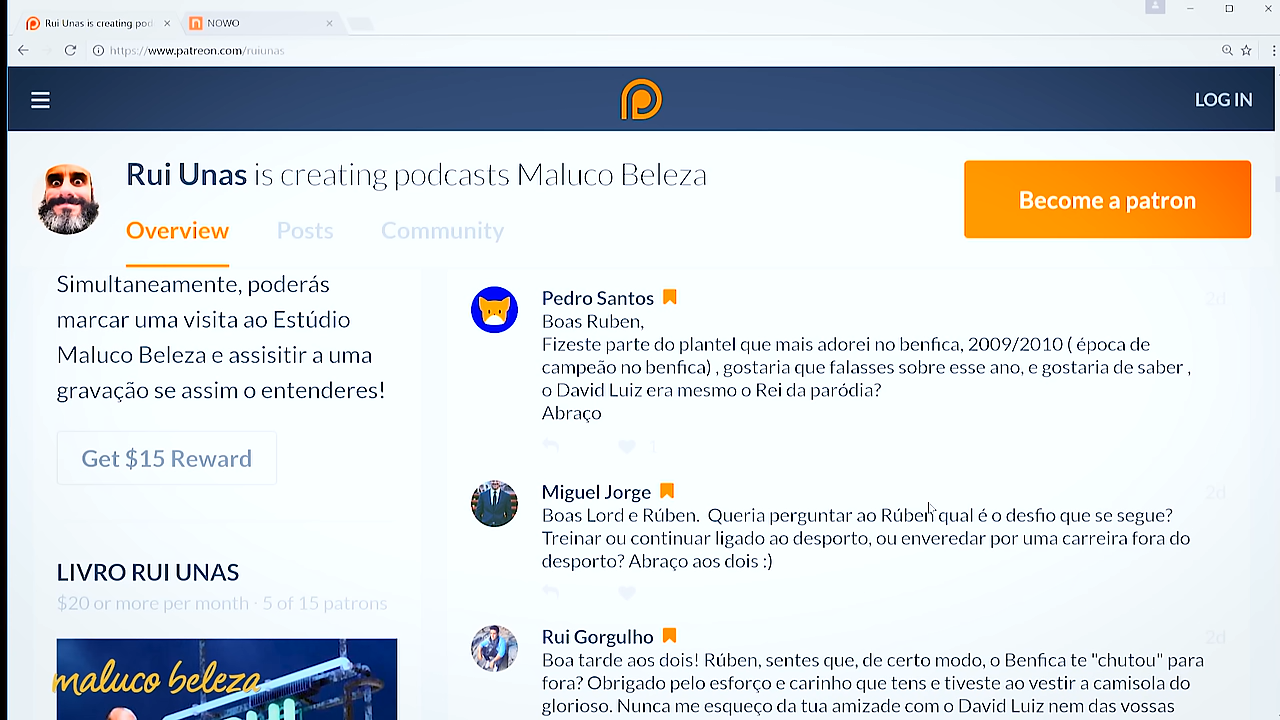 Rui Unas is creating pod
NOWO
https://www.patreon.com/ruiunas
LOG IN
Rui Unas is creating podcasts Maluco Beleza
Become a patron
Overview
Posts
Community
Simultaneamente, poderás
marcar uma visita ao Estúdio
Maluco Beleza e assisitir a uma
gravação se assim o entenderes!
Get $15 Reward
LIVRO RUI UNAS
$20 or more per month · 5 of 15 patrons
maluco beleza
Pedro Santos
2d
Boas Ruben,
Fizeste parte do plantel que mais adorei no benfica, 2009/2010 ( época de
campeão no benfica) , gostaria que falasses sobre esse ano, e gostaria de saber ,
o David Luiz era mesmo o Rei da paródia?
Abraço
1
Miguel Jorge
2d
Boas Lord e Rúben. Queria perguntar ao Rúben qual é o desfio que se segue?
Treinar ou continuar ligado ao desporto, ou enveredar por uma carreira fora do
desporto? Abraço aos dois :)
Rui Gorgulho
2d
Boa tarde aos dois! Rúben, sentes que, de certo modo, o Benfica te "chutou" para
fora? Obrigado pelo esforço e carinho que tens e tiveste ao vestir a camisola do
glorioso. Nunca me esqueço da tua amizade com o David Luiz nem das vossas